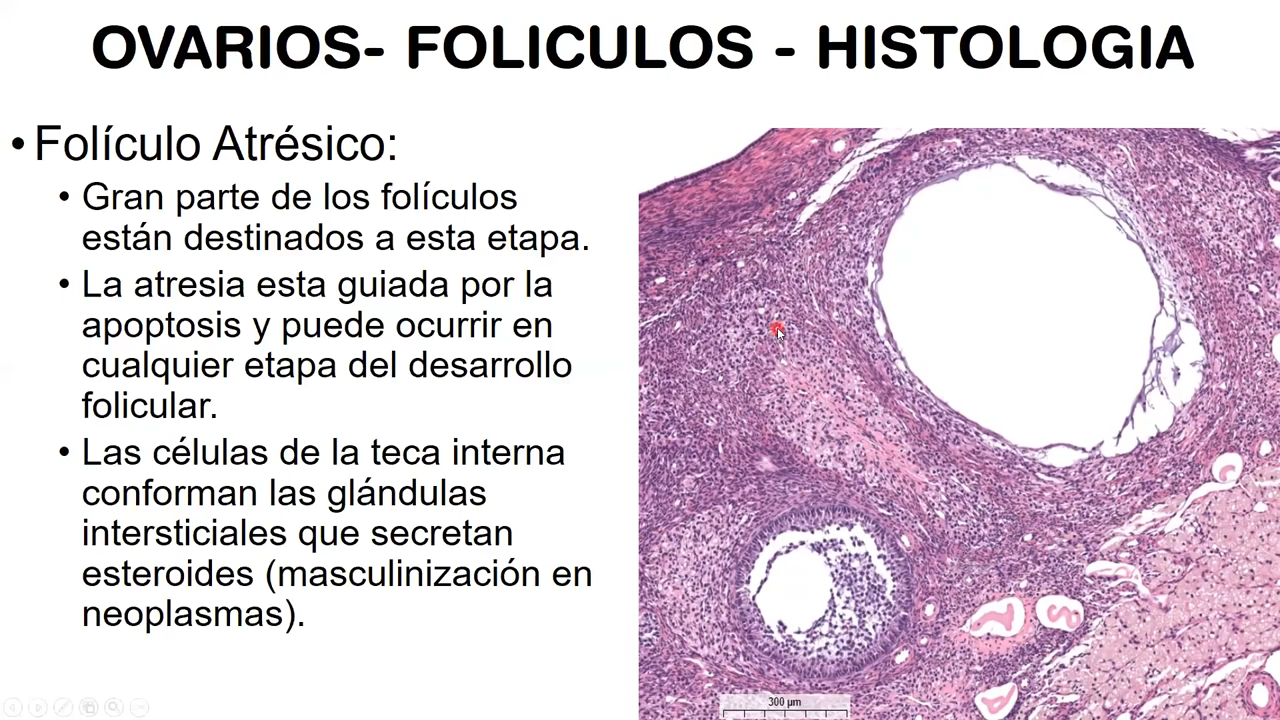 OVARIOS- FOLICULOS - HISTOLOGIA
• Folículo Atrésico:
• Gran parte de los folículos
están destinados a esta etapa.
• La atresia esta guiada por la
apoptosis y puede ocurrir en
cualquier etapa del desarrollo
folicular.
• Las células de la teca interna
conforman las glándulas
intersticiales que secretan
esteroides (masculinización en
neoplasmas).
300 µm